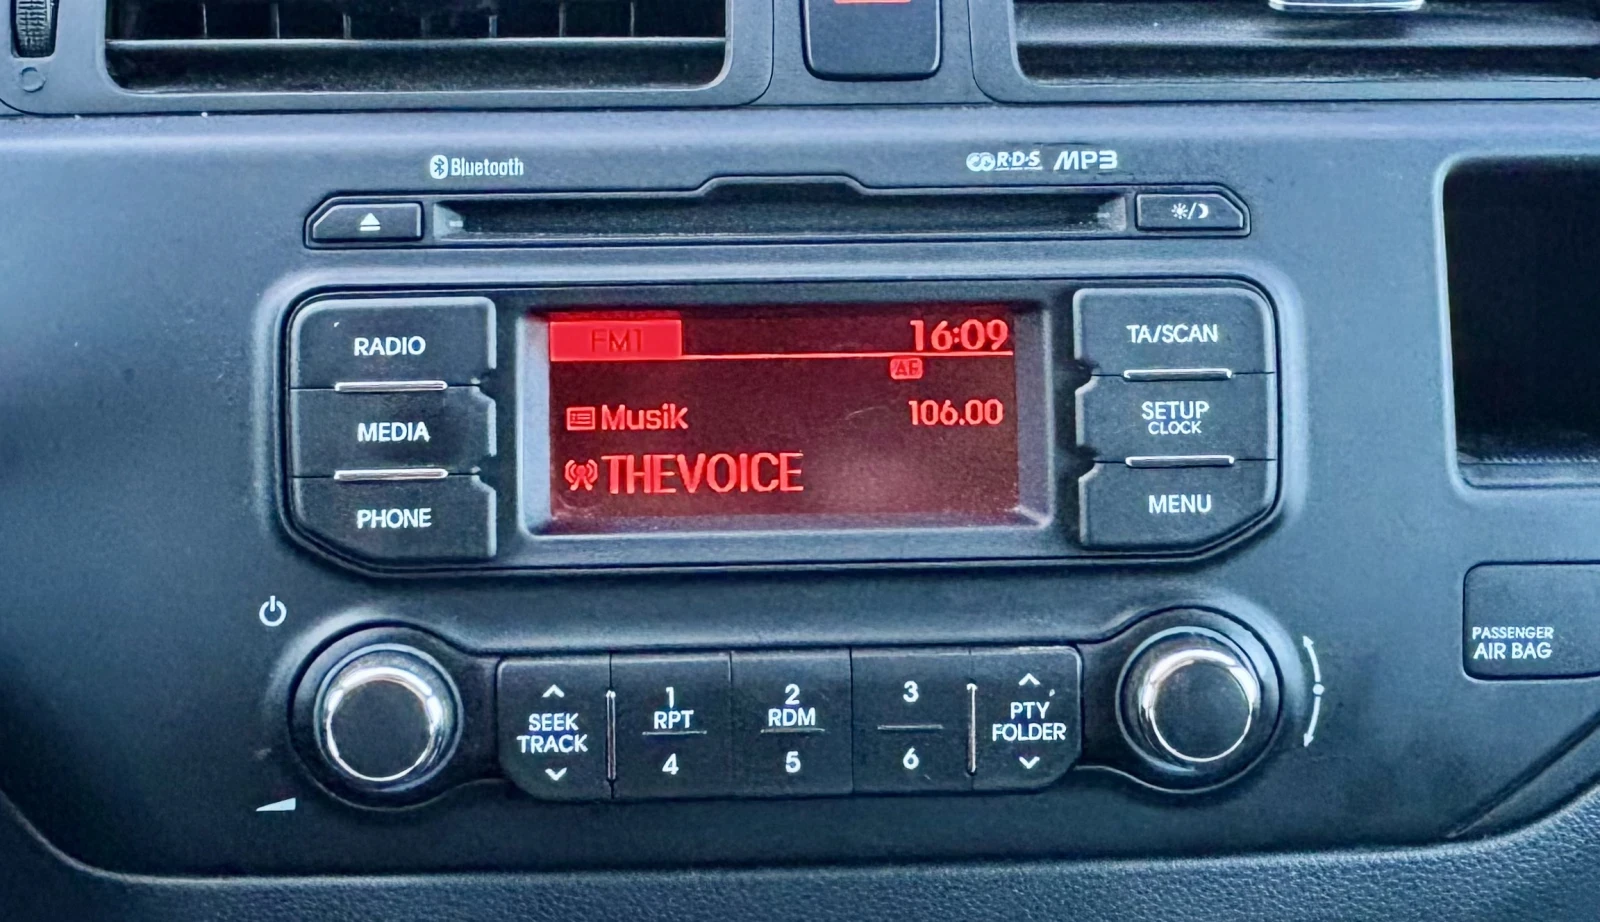 Bluetooth
R·D·S MP3
RADIO
MEDIA
PHONE
FM1 16:09
AF
Musik 106.00
THEVOICE
TA/SCAN
SETUP
CLOCK
MENU
SEEK
TRACK
1
RPT
4
2
RDM
5
3
6
PTY
FOLDER
PASSENGER
AIR BAG